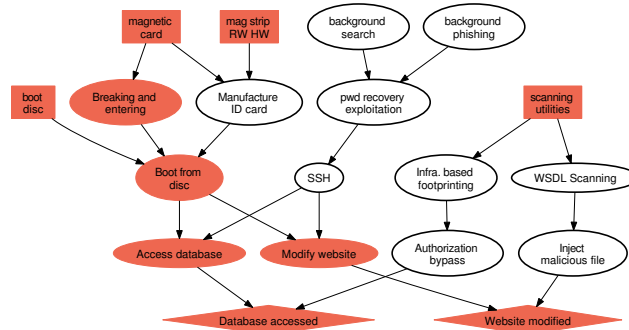 magnetic
card
mag strip
RW HW
background
search
background
phishing
boot
disc
Breaking and
entering
Manufacture
ID card
pwd recovery
exploitation
scanning
utilities
Boot from
disc
SSH
Infra. based
footprinting
WSDL Scanning
Access database
Modify website
Authorization
bypass
Inject
malicious file
Database accessed
Website modified